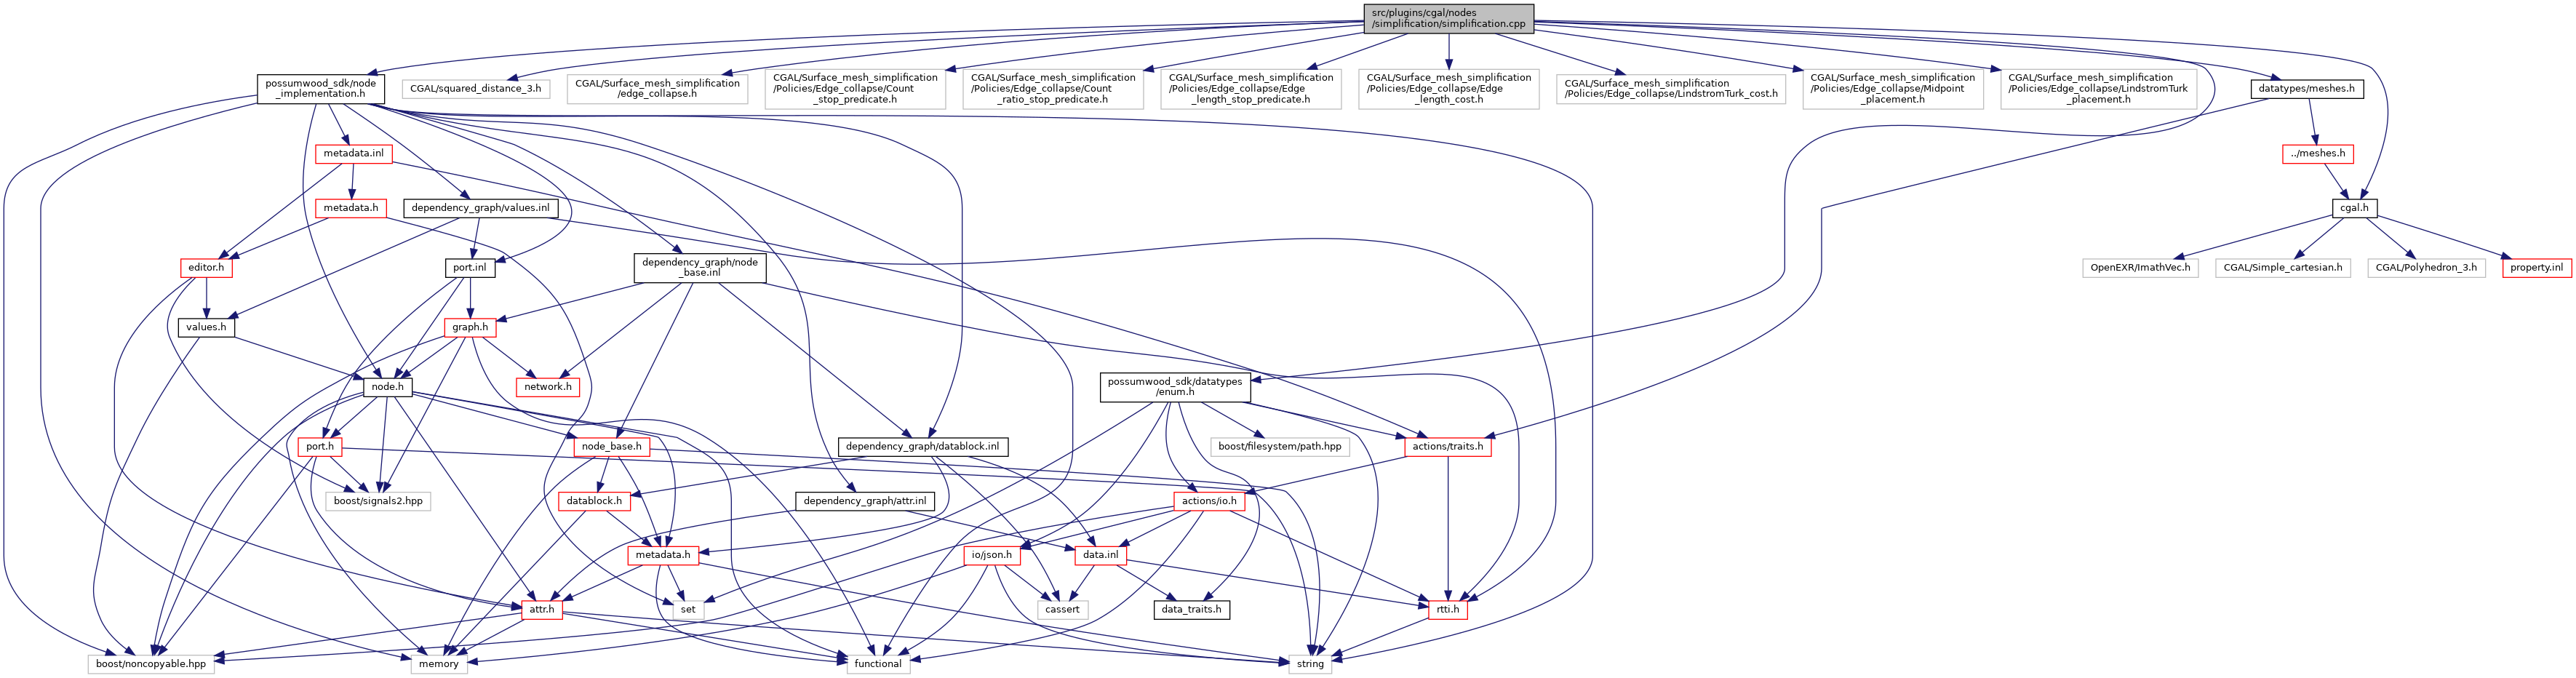 src/plugins/cgal/nodes
/simplification/simplification.cpp
possumwood_sdk/node
_implementation.h
CGAL/squared_distance_3.h
CGAL/Surface_mesh_simplification
/edge_collapse.h
CGAL/Surface_mesh_simplification
/Policies/Edge_collapse/Count
_stop_predicate.h
CGAL/Surface_mesh_simplification
/Policies/Edge_collapse/Count
_ratio_stop_predicate.h
CGAL/Surface_mesh_simplification
/Policies/Edge_collapse/Edge
_length_stop_predicate.h
CGAL/Surface_mesh_simplification
/Policies/Edge_collapse/Edge
_length_cost.h
CGAL/Surface_mesh_simplification
/Policies/Edge_collapse/LindstromTurk_cost.h
CGAL/Surface_mesh_simplification
/Policies/Edge_collapse/Midpoint
_placement.h
CGAL/Surface_mesh_simplification
/Policies/Edge_collapse/LindstromTurk
_placement.h
datatypes/meshes.h
metadata.inl
../meshes.h
metadata.h
dependency_graph/values.inl
cgal.h
editor.h
port.inl
dependency_graph/node
_base.inl
OpenEXR/ImathVec.h
CGAL/Simple_cartesian.h
CGAL/Polyhedron_3.h
property.inl
values.h
graph.h
node.h
network.h
possumwood_sdk/datatypes
/enum.h
port.h
node_base.h
dependency_graph/datablock.inl
boost/filesystem/path.hpp
actions/traits.h
boost/signals2.hpp
datablock.h
dependency_graph/attr.inl
actions/io.h
metadata.h
io/json.h
data.inl
attr.h
set
cassert
data_traits.h
rtti.h
boost/noncopyable.hpp
memory
functional
string